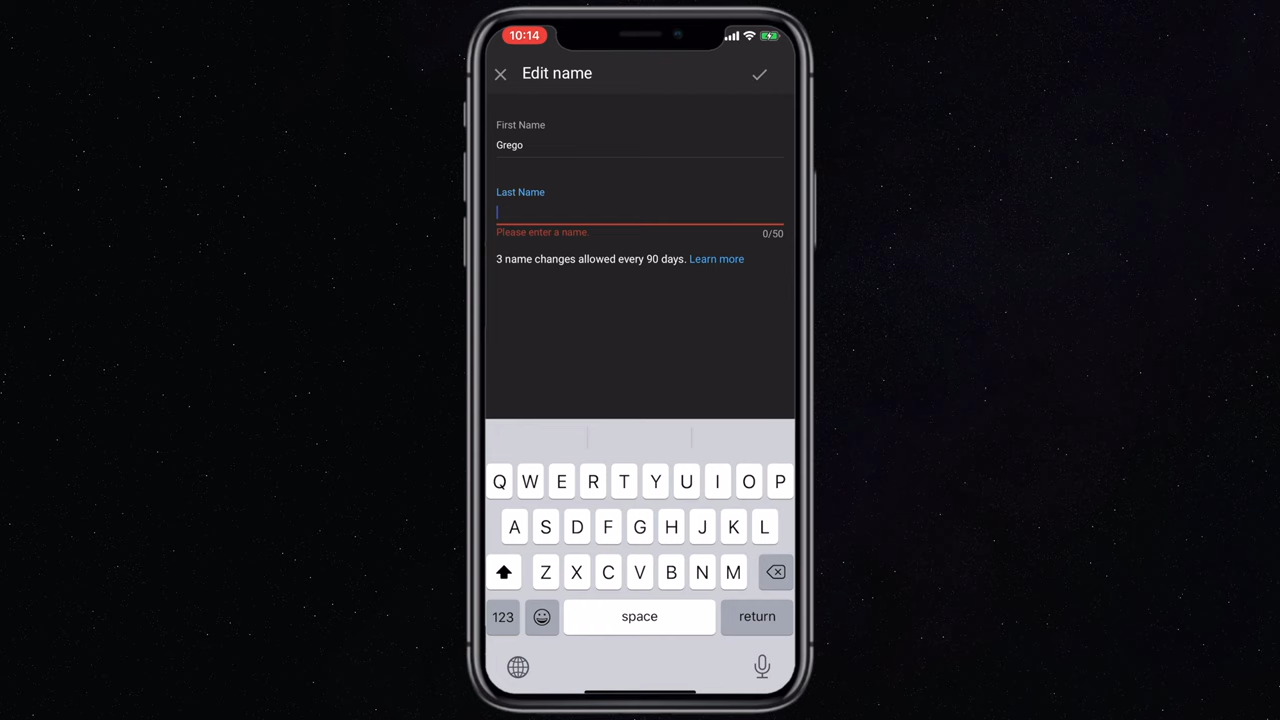 10:14
Edit name
First Name
Grego
Last Name
Please enter a name.
0/50
3 name changes allowed every 90 days. Learn more
Q W E R T Y U I O P
A S D F G H J K L
Z X C V B N M
123 space return